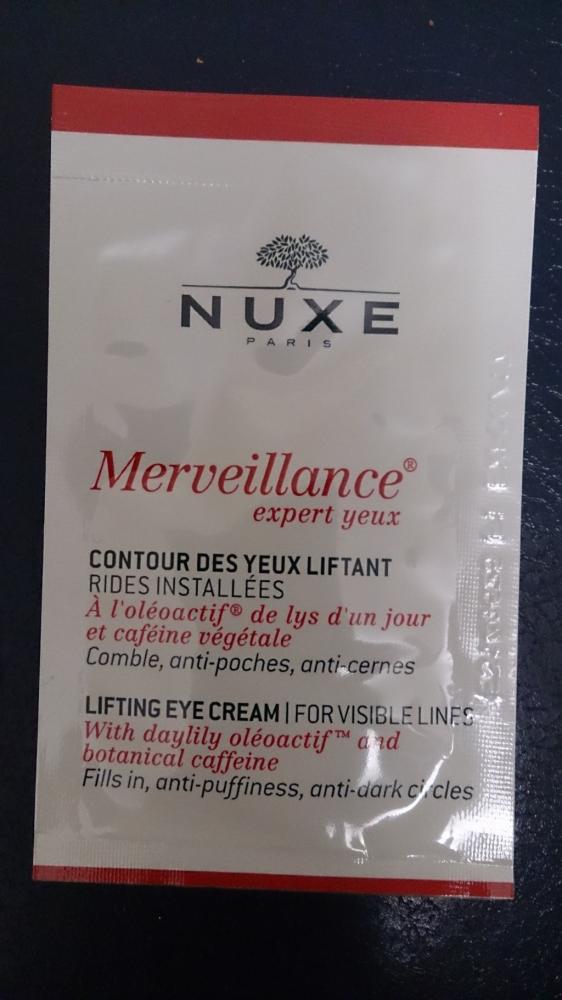 NUXE
PARIS
Merveillance®
expert yeux
CONTOUR DES YEUX LIFTANT
RIDES INSTALLÉES
À l'oléoactif® de lys d'un jour
et caféine végétale
Comble, anti-poches, anti-cernes
LIFTING EYE CREAM | FOR VISIBLE LINES
With daylily oléoactif™ and
botanical caffeine
Fills in, anti-puffiness, anti-dark circles